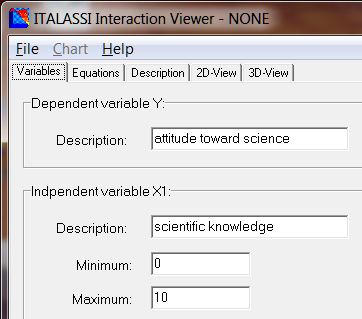 ITALASSI Interaction Viewer - NONE
File Chart Help
Variables Equations Description 2D-View 3D-View
Dependent variable Y:
Description: attitude toward science
Indpendent variable X1:
Description: scientific knowledge
Minimum: 0
Maximum: 10